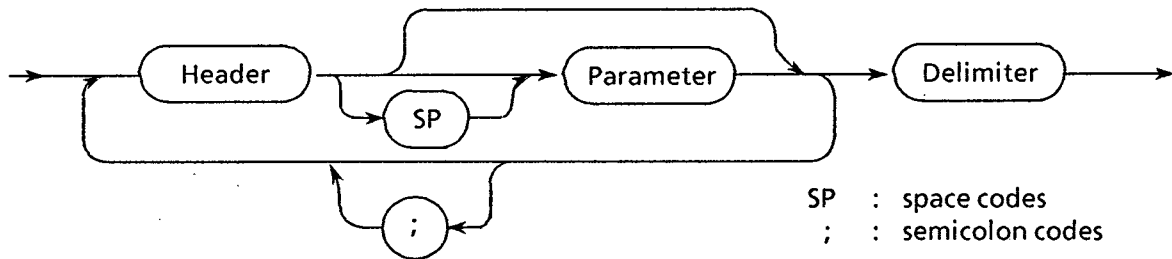 Header
Parameter
Delimiter
SP
;
SP : space codes
; : semicolon codes